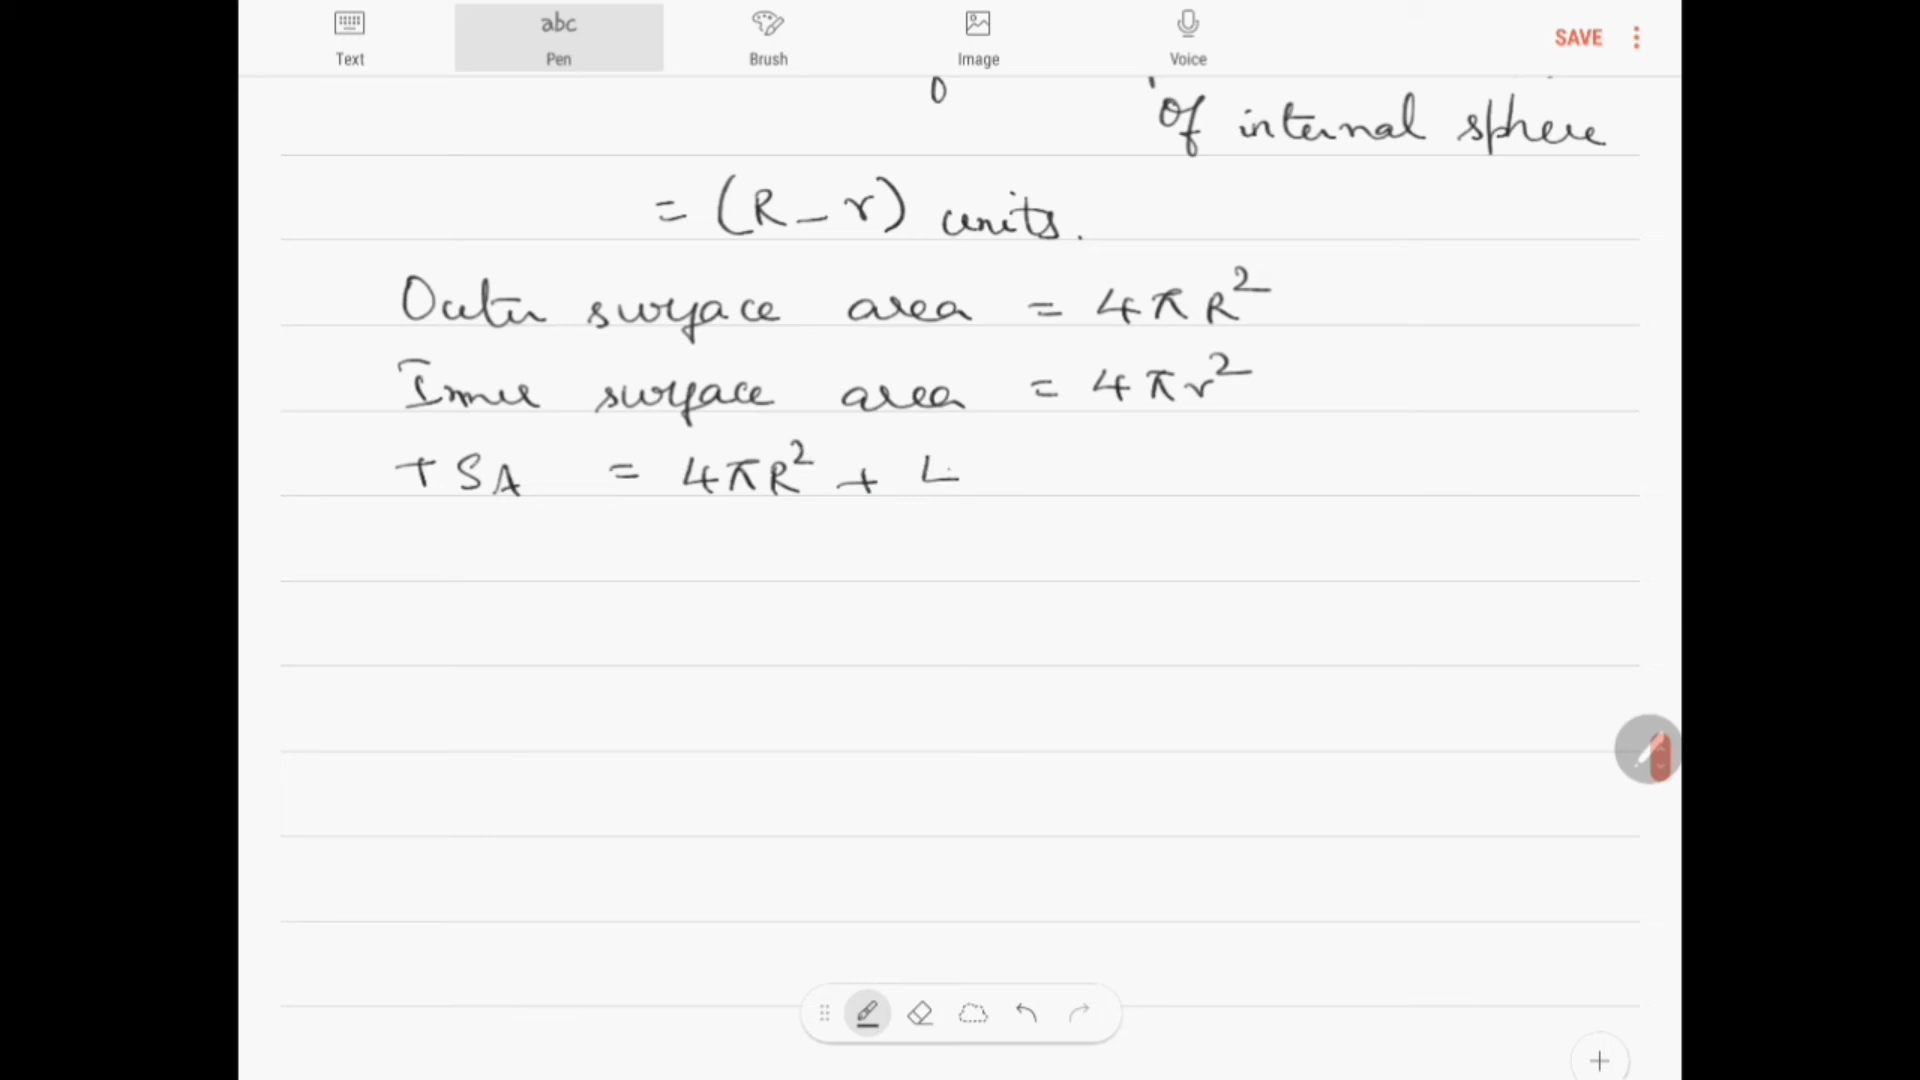 Text
abc
Pen
Brush
Image
Voice
SAVE
of internal sphere
= (R - r) units.
Outer surface area = 4πR²
Inner surface area = 4πr²
TSA = 4πR² +